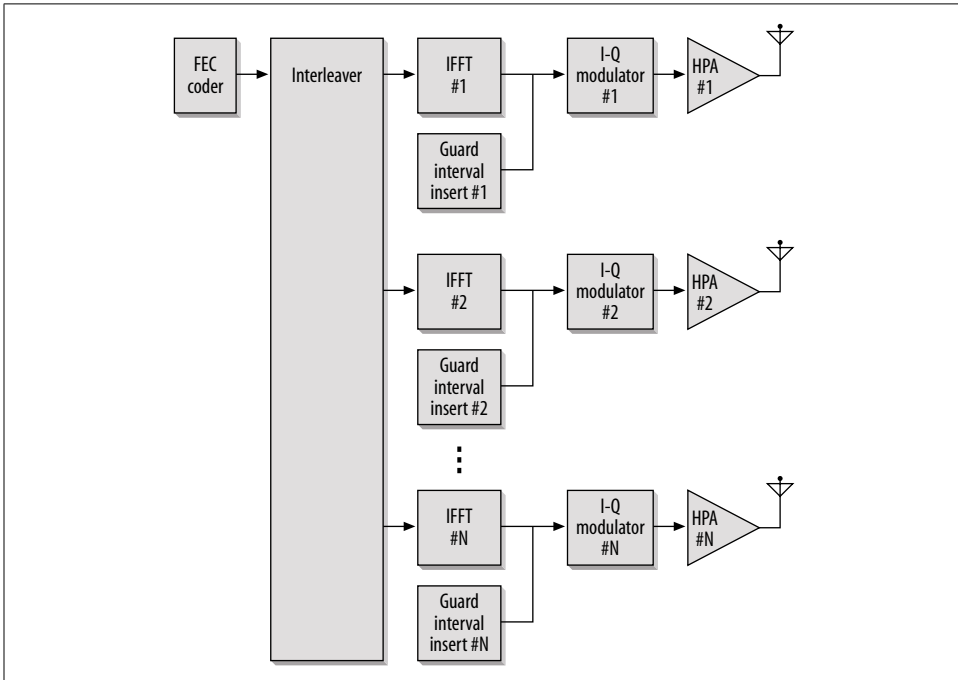 FEC
coder
Interleaver
IFFT
#1
I-Q
modulator
#1
HPA
#1
Guard
interval
insert #1
IFFT
#2
I-Q
modulator
#2
HPA
#2
Guard
interval
insert #2
IFFT
#N
I-Q
modulator
#N
HPA
#N
Guard
interval
insert #N